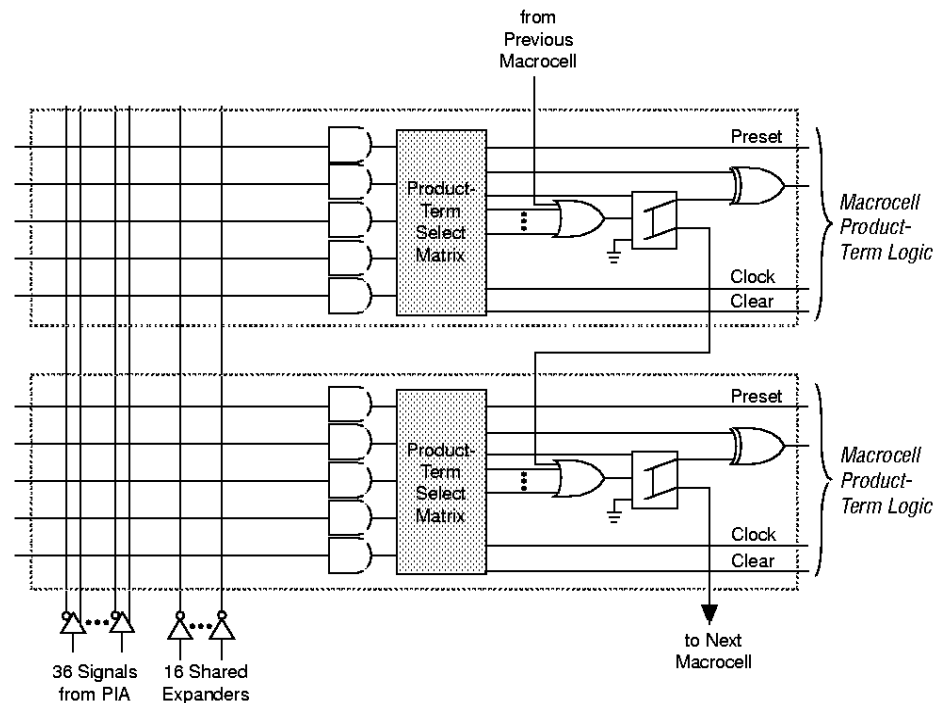 from
Previous
Macrocell
Preset
Product-
Term
Select
Matrix
Macrocell
Product-
Term Logic
Clock
Clear
Preset
Product-
Term
Select
Matrix
Macrocell
Product-
Term Logic
Clock
Clear
to Next
Macrocell
36 Signals
from PIA
16 Shared
Expanders